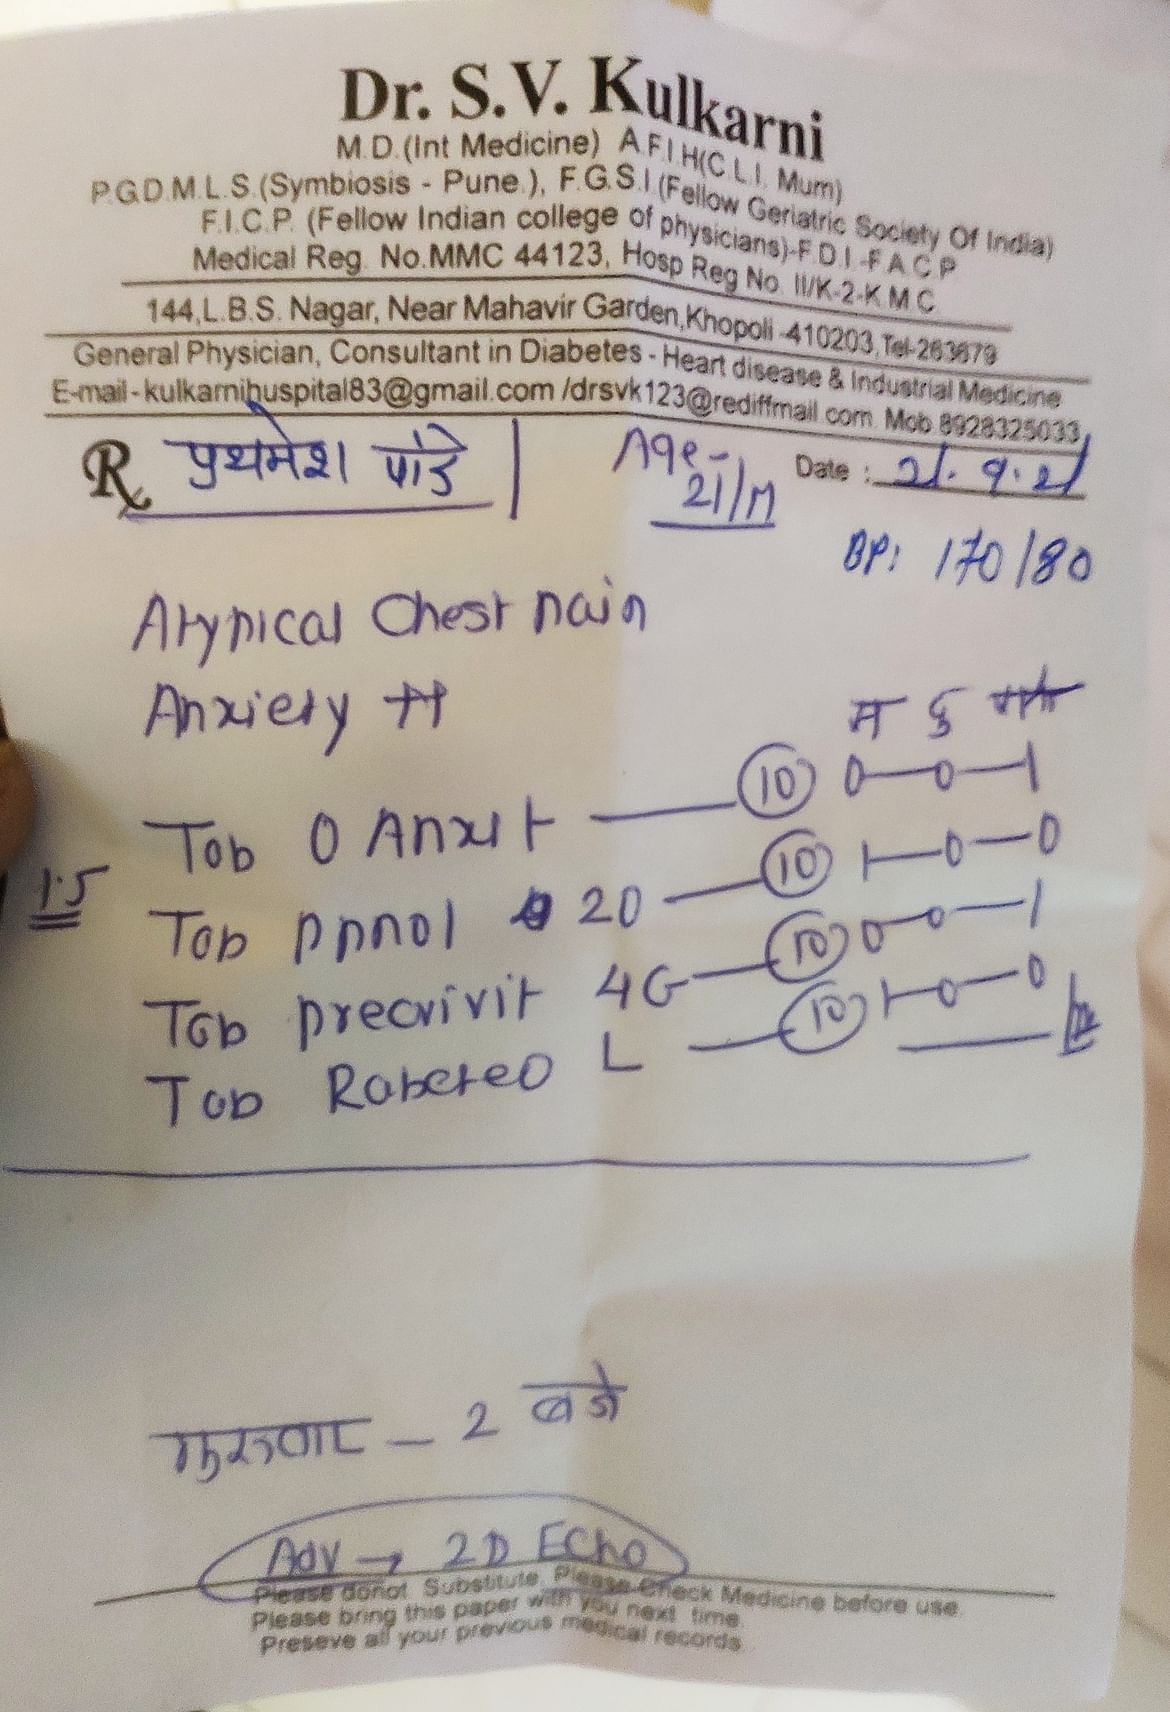 Dr. S.V. Kulkarni
M.D.(Int Medicine) A.F.I.H(C.L.I. Mum)
P.G.D.M.L.S.(Symbiosis - Pune.), F.G.S.I (Fellow Geriatric Society Of India)
F.I.C.P. (Fellow Indian college of physicians)-F.D.I.-F.A.C.P
Medical Reg. No.MMC 44123, Hosp Reg No. II/K-2-K.M.C.
144,L.B.S. Nagar, Near Mahavir Garden,Khopoli -410203,Tel-263679
General Physician, Consultant in Diabetes - Heart disease & Industrial Medicine
E-mail-kulkarnihuspital83@gmail.com /drsvk123@rediffmail.com Mob.8928325033
Rx प्रथमेश पांडे Age - 21/M Date : 21.9.21
BP: 170/80
Atypical Chest pain
Anxiety ++
Tab O Anxit 10 0-0-1
1.5
Tab ppnol 20 10 1-0-0
Tab precvivit 4G 10 0-0-1
Tab Rabeteo L 10 1-0-0
गुरुवार - 2 वाजे
Adv → 2D Echo
Please donot Substitute, Please Check Medicine before use.
Please bring this paper with you next time.
Preseve all your previous medical records.